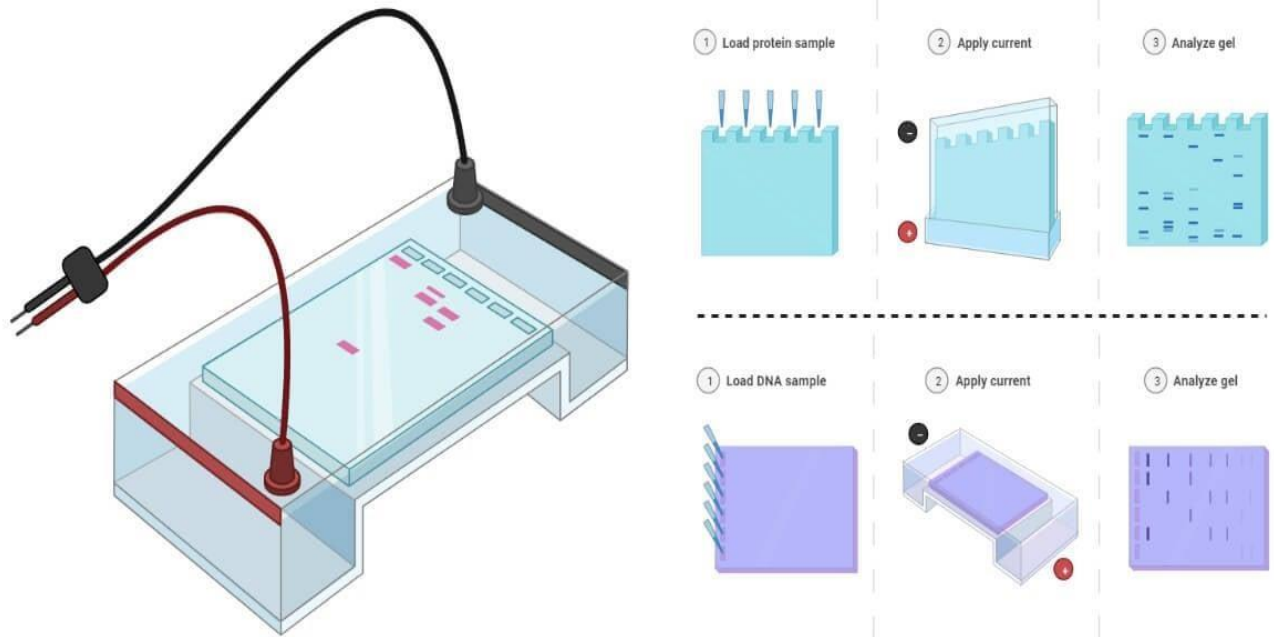 1 Load protein sample
2 Apply current
3 Analyze gel
-
+
1 Load DNA sample
2 Apply current
3 Analyze gel
-
+